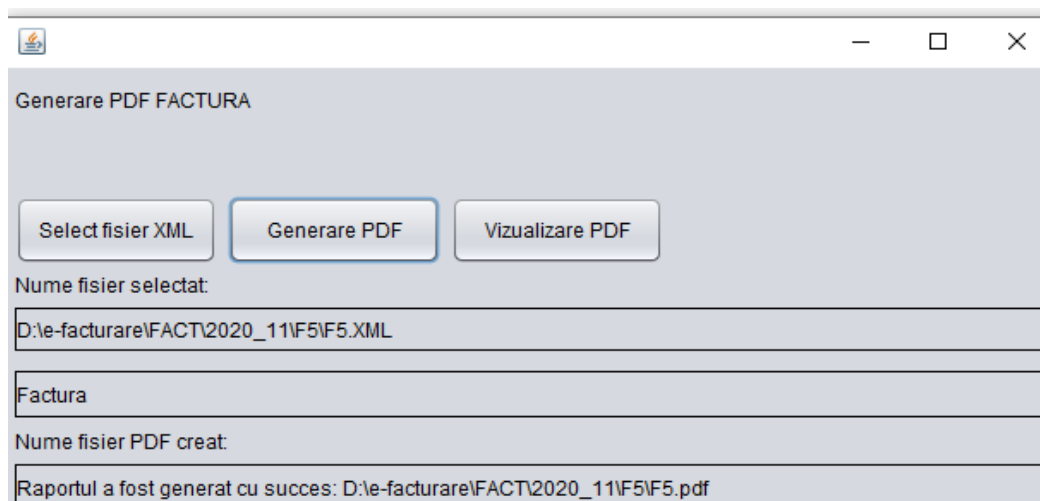 Generare PDF FACTURA
Select fisier XML Generare PDF Vizualizare PDF
Nume fisier selectat:
D:\e-facturare\FACT\2020_11\F5\F5.XML
Factura
Nume fisier PDF creat:
Raportul a fost generat cu succes: D:\e-facturare\FACT\2020_11\F5\F5.pdf